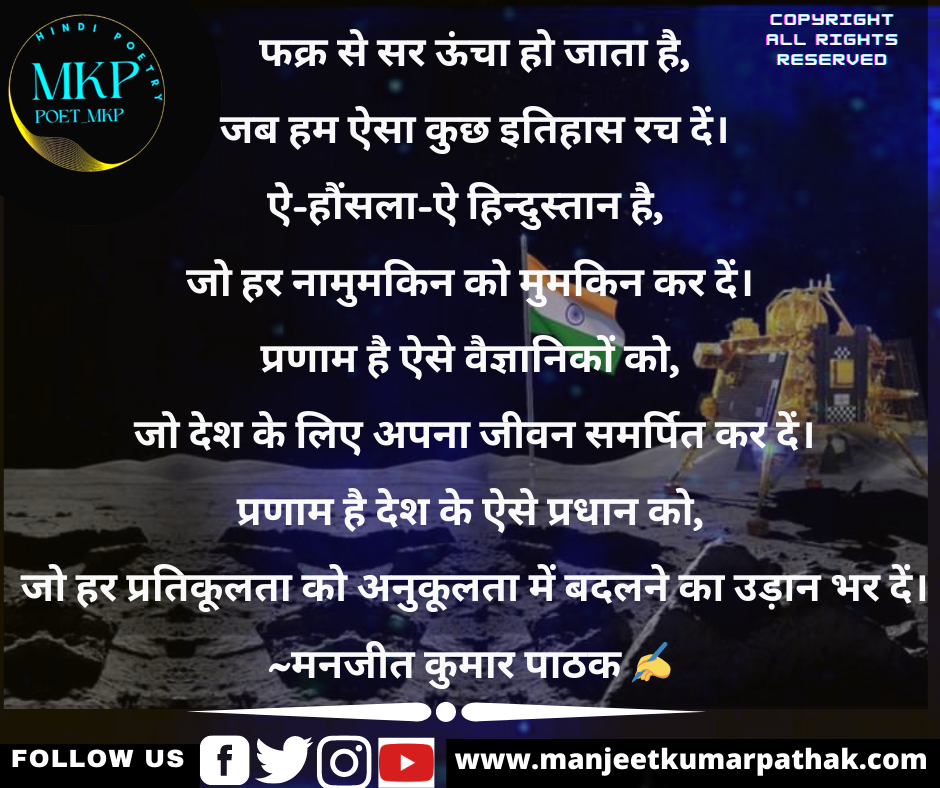 HINDI POETRY
MKP
POET_MKP
COPYRIGHT
ALL RIGHTS
RESERVED
फक्र से सर ऊंचा हो जाता है,
जब हम ऐसा कुछ इतिहास रच दें।
ऐ-हौंसला-ऐ हिन्दुस्तान है,
जो हर नामुमकिन को मुमकिन कर दें।
प्रणाम है ऐसे वैज्ञानिकों को,
जो देश के लिए अपना जीवन समर्पित कर दें।
प्रणाम है देश के ऐसे प्रधान को,
जो हर प्रतिकूलता को अनुकूलता में बदलने का उड़ान भर दें।
~मनजीत कुमार पाठक ✍️
FOLLOW US
www.manjeetkumarpathak.com